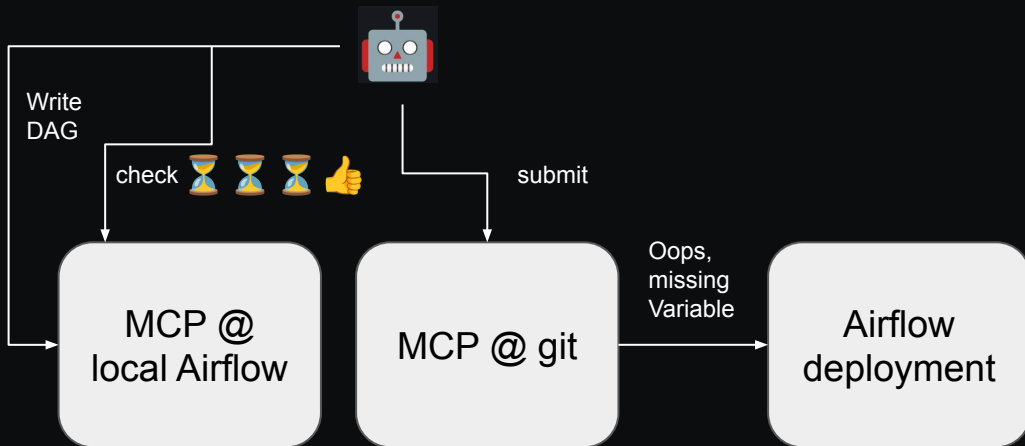 Write
DAG
check ⏳ ⏳ ⏳ 👍
submit
Oops,
missing
Variable
MCP @
local Airflow
MCP @ git
Airflow
deployment